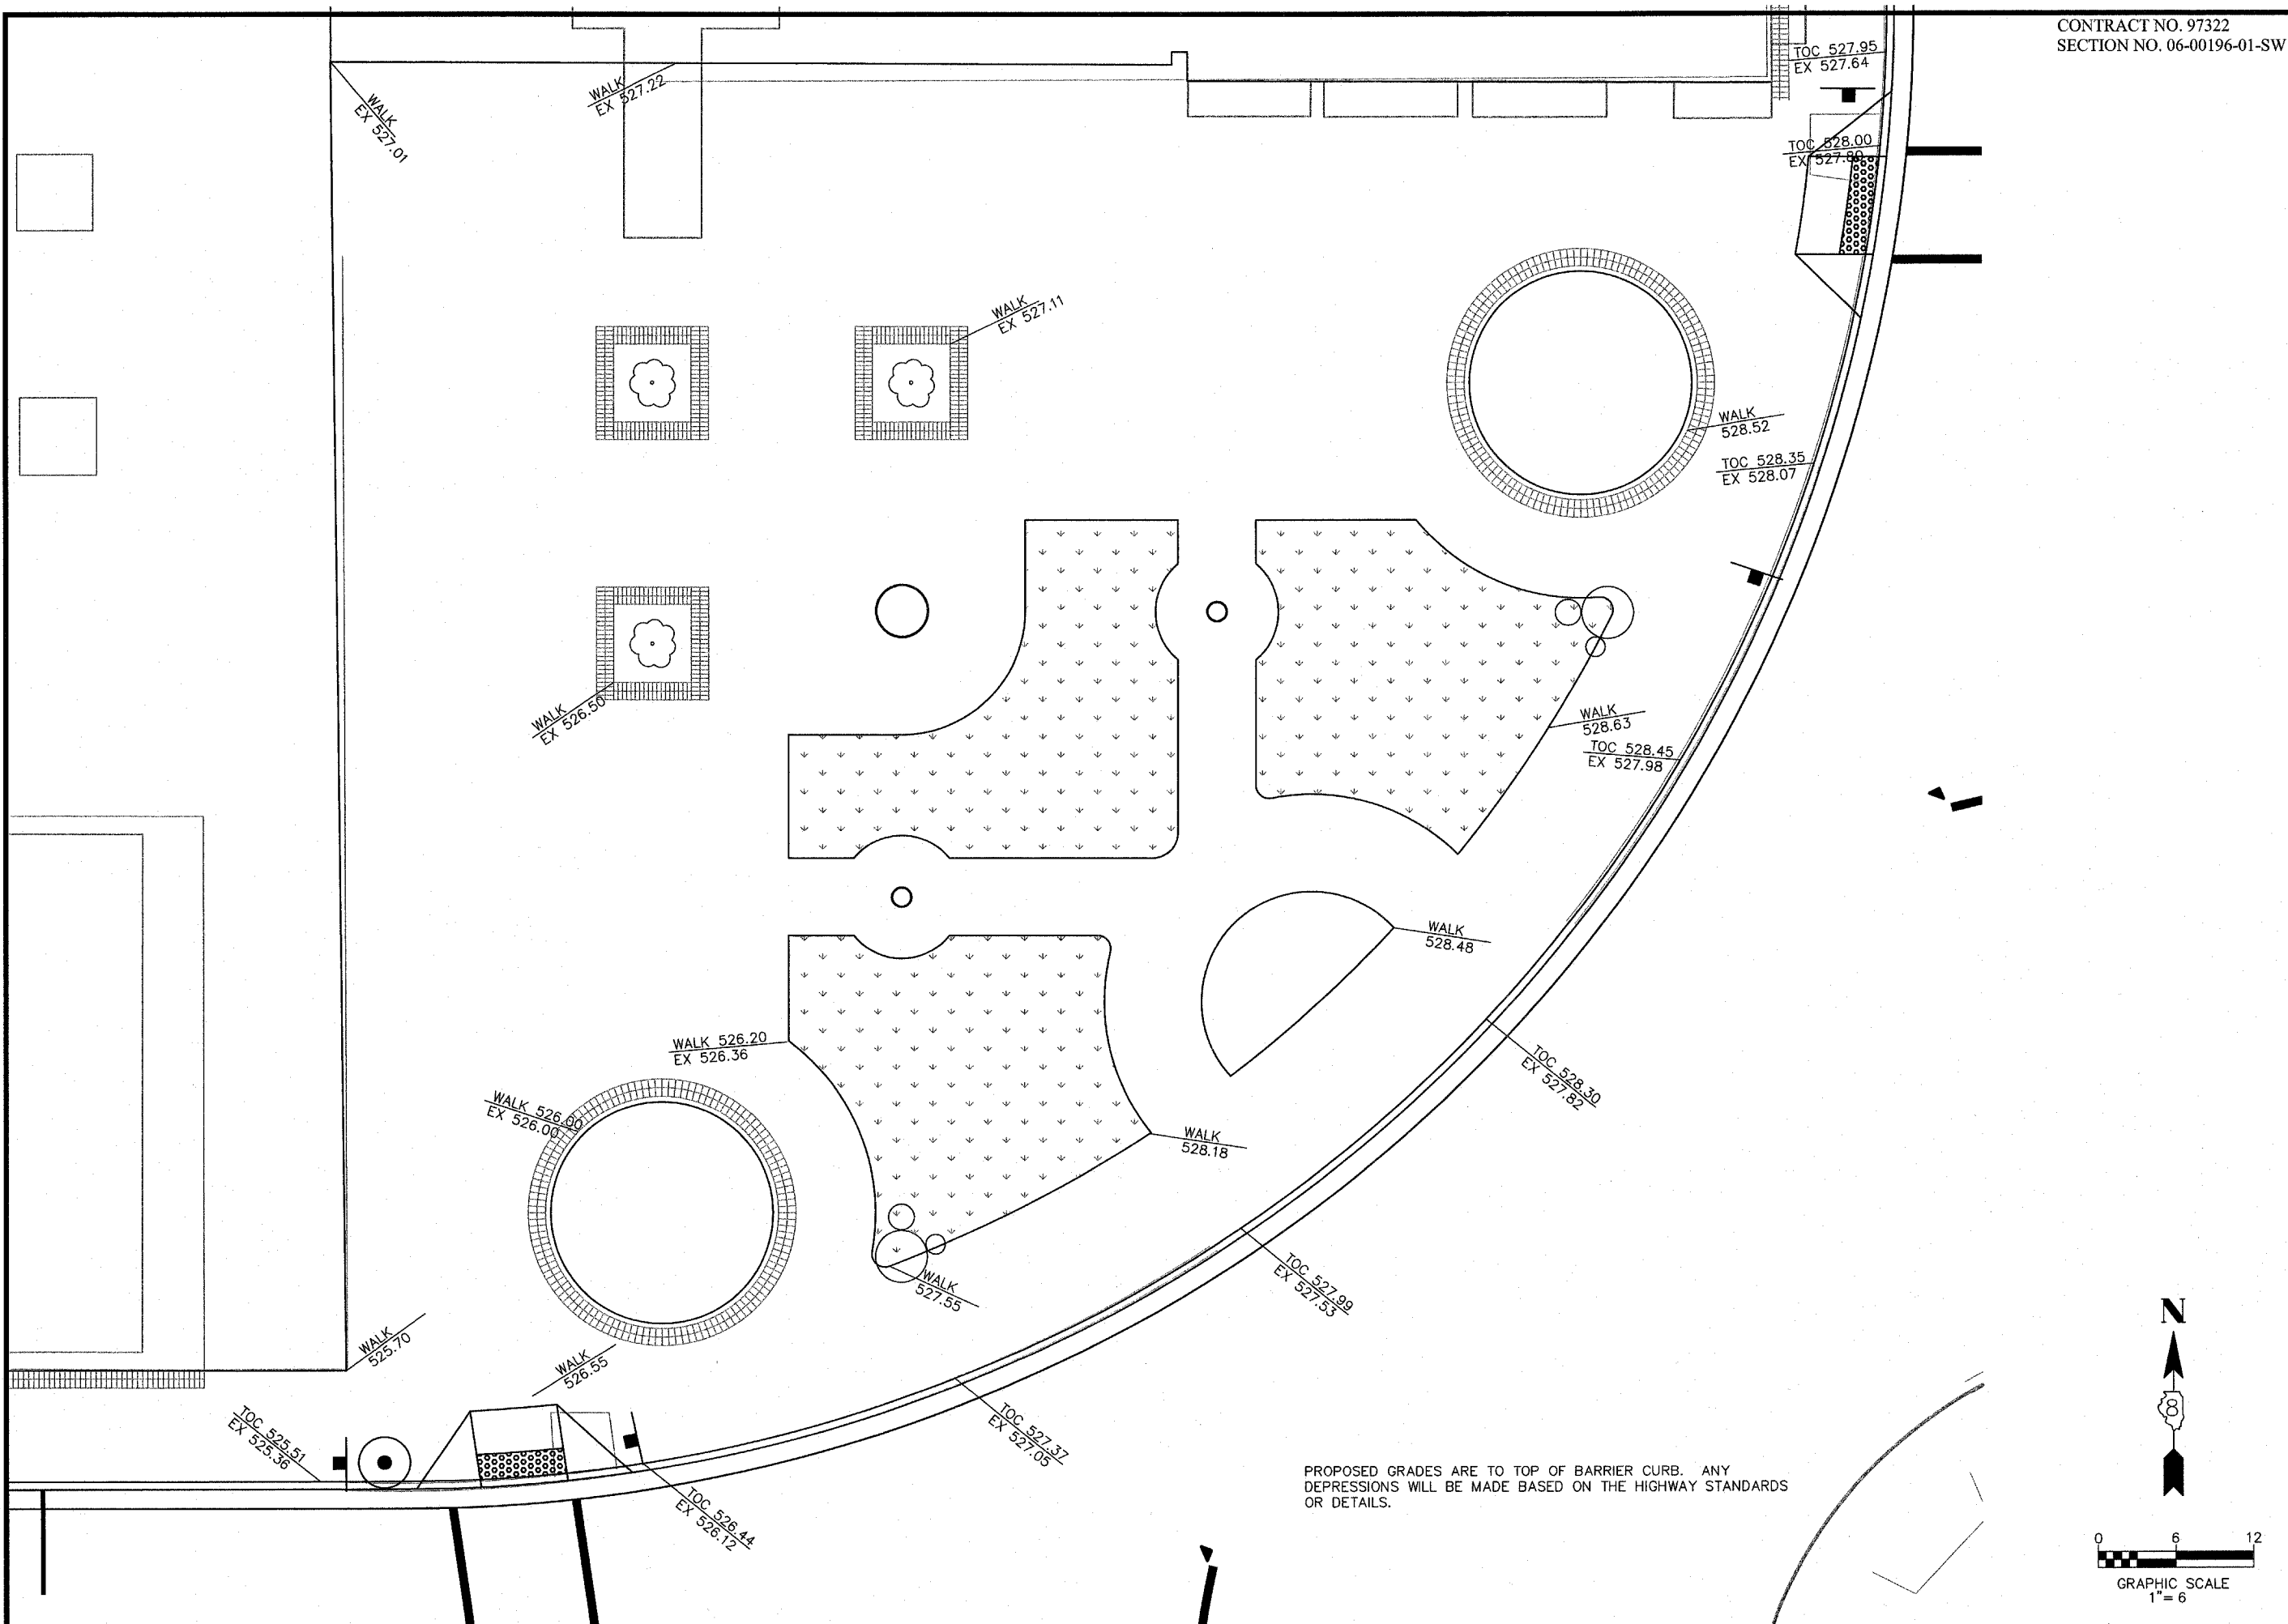 CONTRACT NO. 97322
SECTION NO. 06-00196-01-SW
TOC 527.95
EX 527.64
WALK
EX 527.22
WALK
EX 527.01
TOC 528.00
EX 527.80
WALK
EX 527.11
WALK
528.52
TOC 528.35
EX 528.07
WALK
EX 526.50
WALK
528.63
TOC 528.45
EX 527.98
WALK
528.48
WALK 526.20
EX 526.36
WALK 526.00
EX 526.00
TOC 528.30
EX 527.82
WALK
528.18
WALK
527.55
TOC 527.99
EX 527.53
WALK
525.70
WALK
526.55
TOC 525.51
EX 525.36
TOC 527.37
EX 527.05
TOC 526.44
EX 526.12
PROPOSED GRADES ARE TO TOP OF BARRIER CURB. ANY
DEPRESSIONS WILL BE MADE BASED ON THE HIGHWAY STANDARDS
OR DETAILS.
N
8
0 6 12
GRAPHIC SCALE
1"= 6